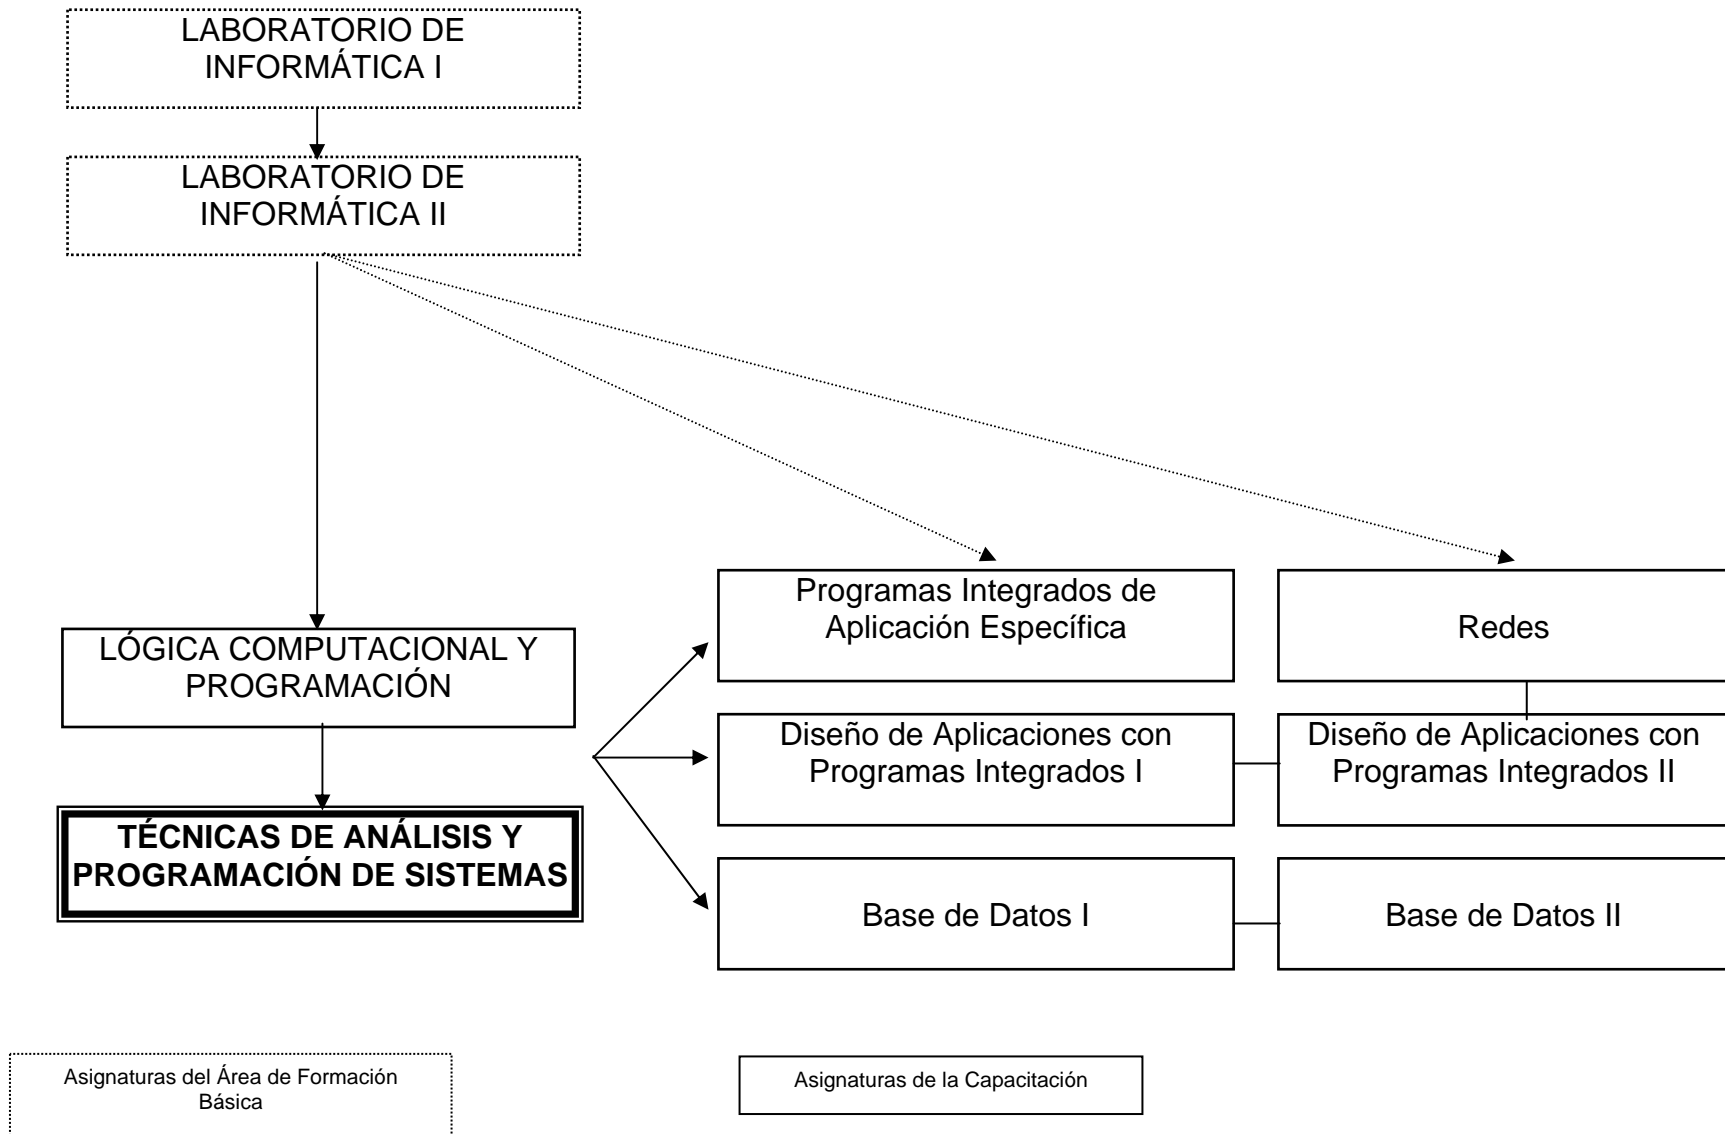 LABORATORIO DE
INFORMÁTICA I
LABORATORIO DE
INFORMÁTICA II
LÓGICA COMPUTACIONAL Y
PROGRAMACIÓN
TÉCNICAS DE ANÁLISIS Y
PROGRAMACIÓN DE SISTEMAS
Programas Integrados de
Aplicación Específica
Redes
Diseño de Aplicaciones con
Programas Integrados I
Diseño de Aplicaciones con
Programas Integrados II
Base de Datos I
Base de Datos II
Asignaturas del Área de Formación
Básica
Asignaturas de la Capacitación